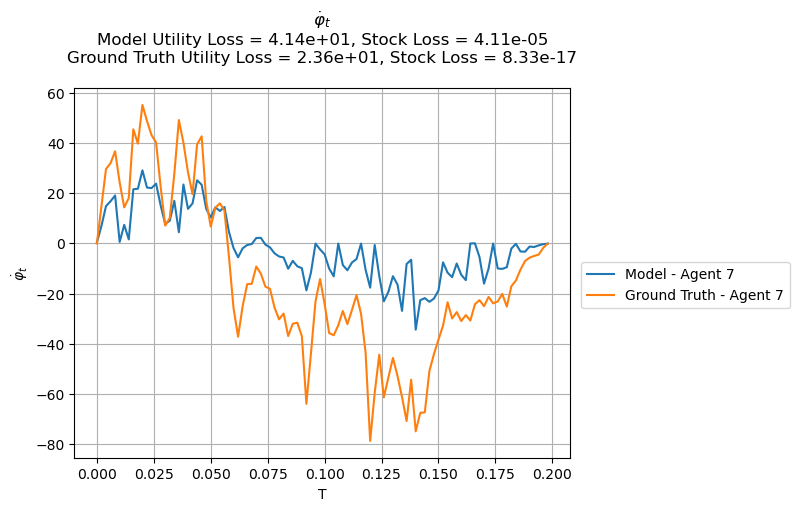 φ̇ₜ
Model Utility Loss = 4.14e+01, Stock Loss = 4.11e-05
Ground Truth Utility Loss = 2.36e+01, Stock Loss = 8.33e-17
60
40
20
0
−20
−40
−60
−80
φ̇ₜ
0.000 0.025 0.050 0.075 0.100 0.125 0.150 0.175 0.200
T
Model - Agent 7
Ground Truth - Agent 7